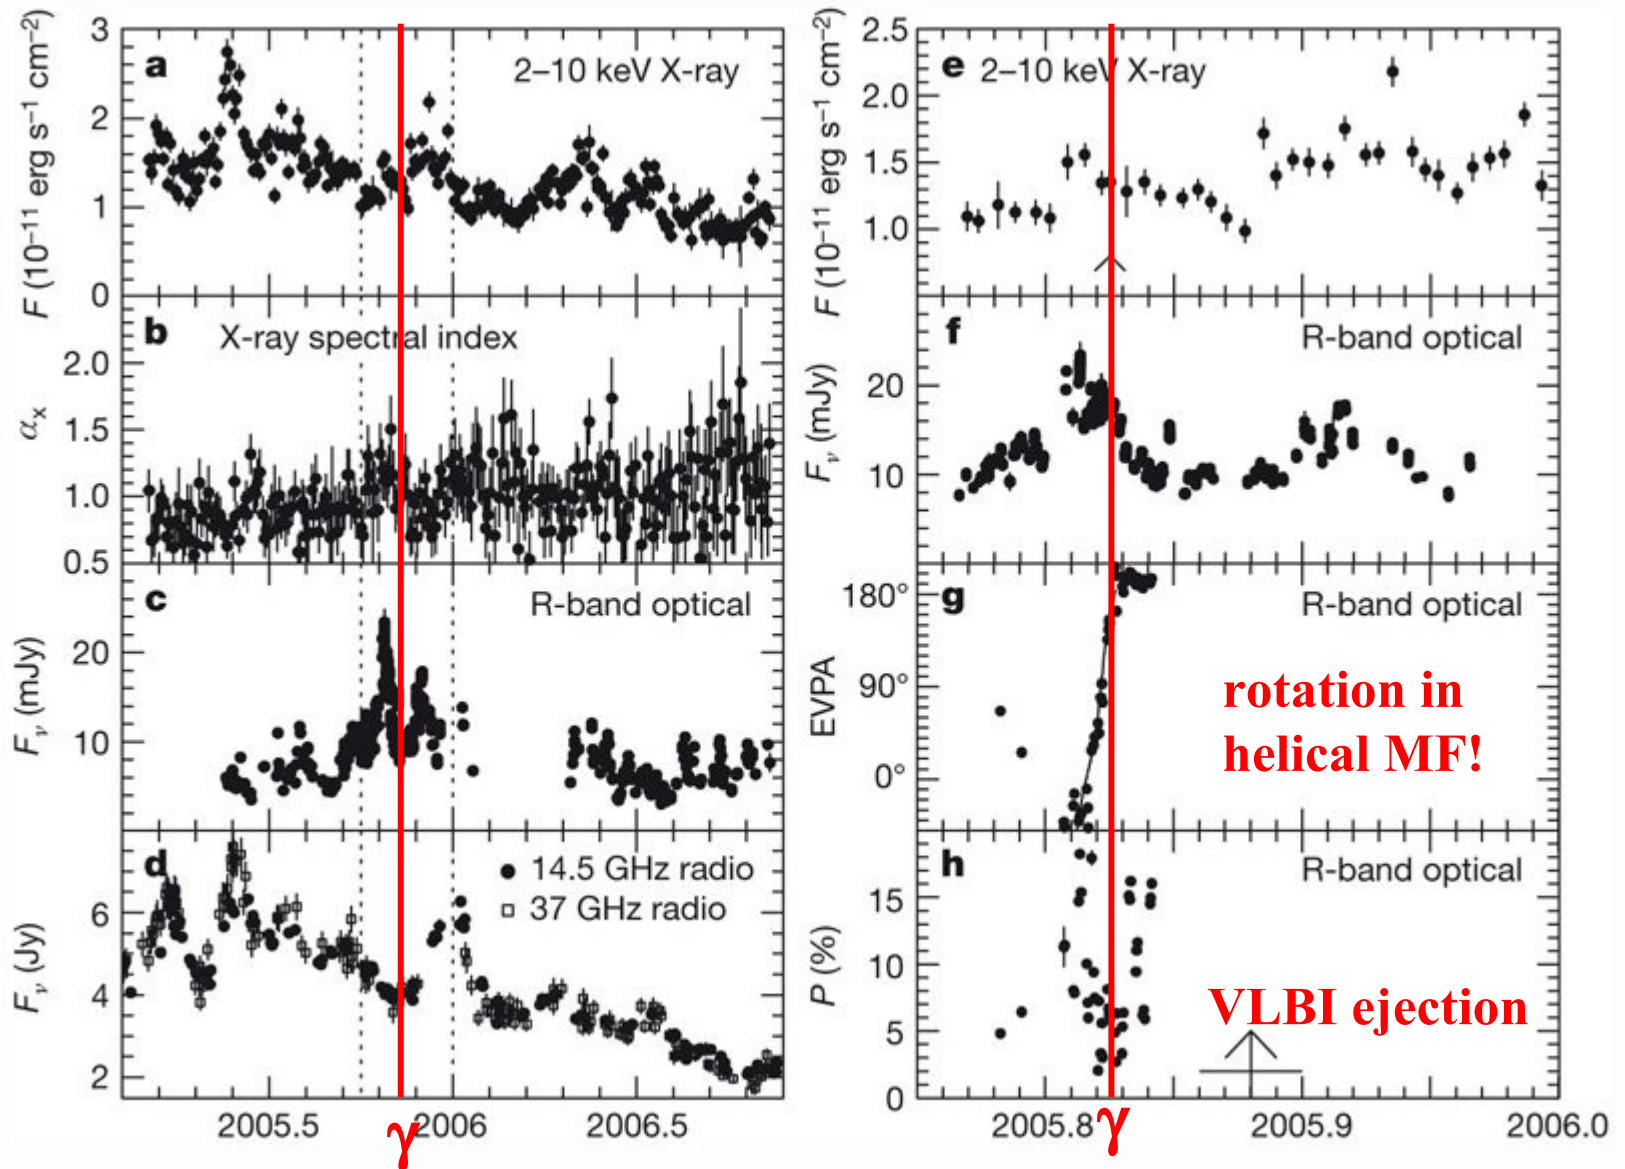 3
2
1
0
F (10⁻¹¹ erg s⁻¹ cm⁻²)
a
2–10 keV X-ray
2.0
1.5
1.0
0.5
αx
b
X-ray spectral index
20
10
Fν (mJy)
c
R-band optical
6
4
2
Fν (Jy)
d
14.5 GHz radio
37 GHz radio
2005.5
γ
2006
2006.5
2.5
2.0
1.5
1.0
F (10⁻¹¹ erg s⁻¹ cm⁻²)
e
2–10 keV X-ray
20
10
Fν (mJy)
f
R-band optical
180°
90°
0°
EVPA
g
R-band optical
rotation in
helical MF!
15
10
5
0
P (%)
h
R-band optical
VLBI ejection
2005.8
γ
2005.9
2006.0